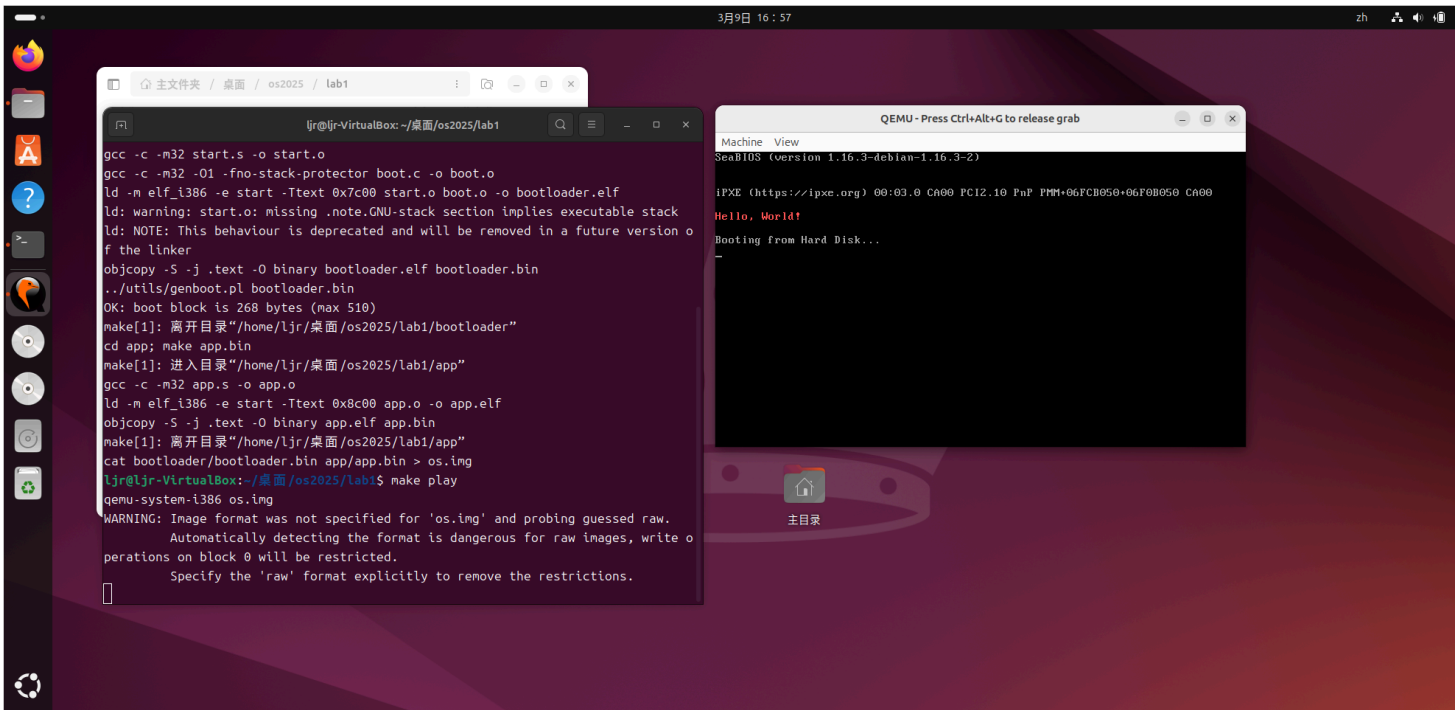 3月9日 16：57
zh
主文件夹 / 桌面 / os2025 / lab1
ljr@ljr-VirtualBox: ~/桌面/os2025/lab1
gcc -c -m32 start.s -o start.o
gcc -c -m32 -O1 -fno-stack-protector boot.c -o boot.o
ld -m elf_i386 -e start -Ttext 0x7c00 start.o boot.o -o bootloader.elf
ld: warning: start.o: missing .note.GNU-stack section implies executable stack
ld: NOTE: This behaviour is deprecated and will be removed in a future version o
f the linker
objcopy -S -j .text -O binary bootloader.elf bootloader.bin
../utils/genboot.pl bootloader.bin
OK: boot block is 268 bytes (max 510)
make[1]: 离开目录“/home/ljr/桌面/os2025/lab1/bootloader”
cd app; make app.bin
make[1]: 进入目录“/home/ljr/桌面/os2025/lab1/app”
gcc -c -m32 app.s -o app.o
ld -m elf_i386 -e start -Ttext 0x8c00 app.o -o app.elf
objcopy -S -j .text -O binary app.elf app.bin
make[1]: 离开目录“/home/ljr/桌面/os2025/lab1/app”
cat bootloader/bootloader.bin app/app.bin > os.img
ljr@ljr-VirtualBox:~/桌面/os2025/lab1$ make play
qemu-system-i386 os.img
WARNING: Image format was not specified for 'os.img' and probing guessed raw.
Automatically detecting the format is dangerous for raw images, write o
perations on block 0 will be restricted.
Specify the 'raw' format explicitly to remove the restrictions.
QEMU - Press Ctrl+Alt+G to release grab
Machine View
SeaBIOS (version 1.16.3-debian-1.16.3-2)
iPXE (https://ipxe.org) 00:03.0 CA00 PCI2.10 PnP PMM+06FCB050+06F0B050 CA00
Hello, World!
Booting from Hard Disk...
主目录